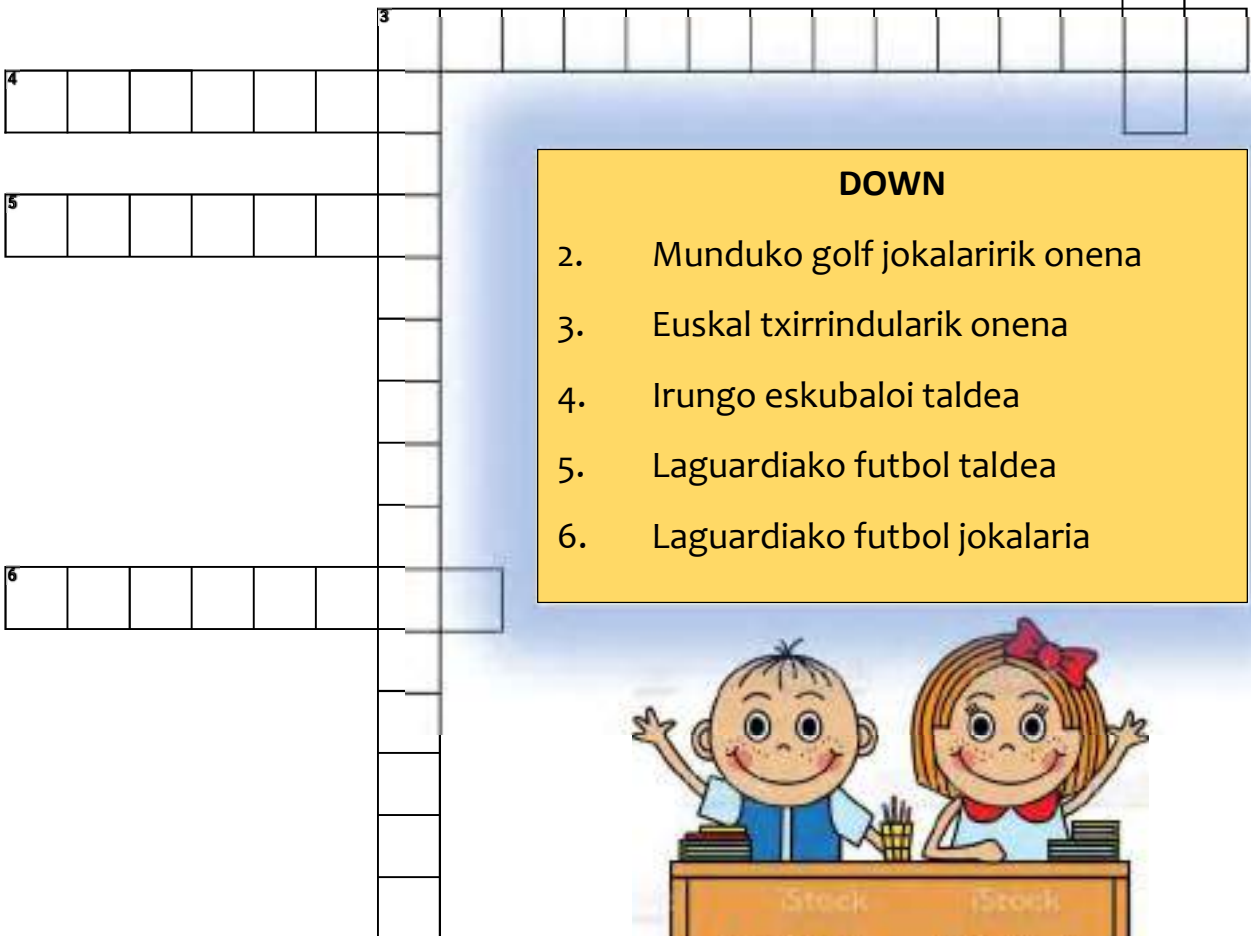 3
4
5
DOWN
2. Munduko golf jokalaririk onena
3. Euskal txirrindularik onena
4. Irungo eskubaloi taldea
5. Laguardiako futbol taldea
6. Laguardiako futbol jokalaria
6
iStock iStock